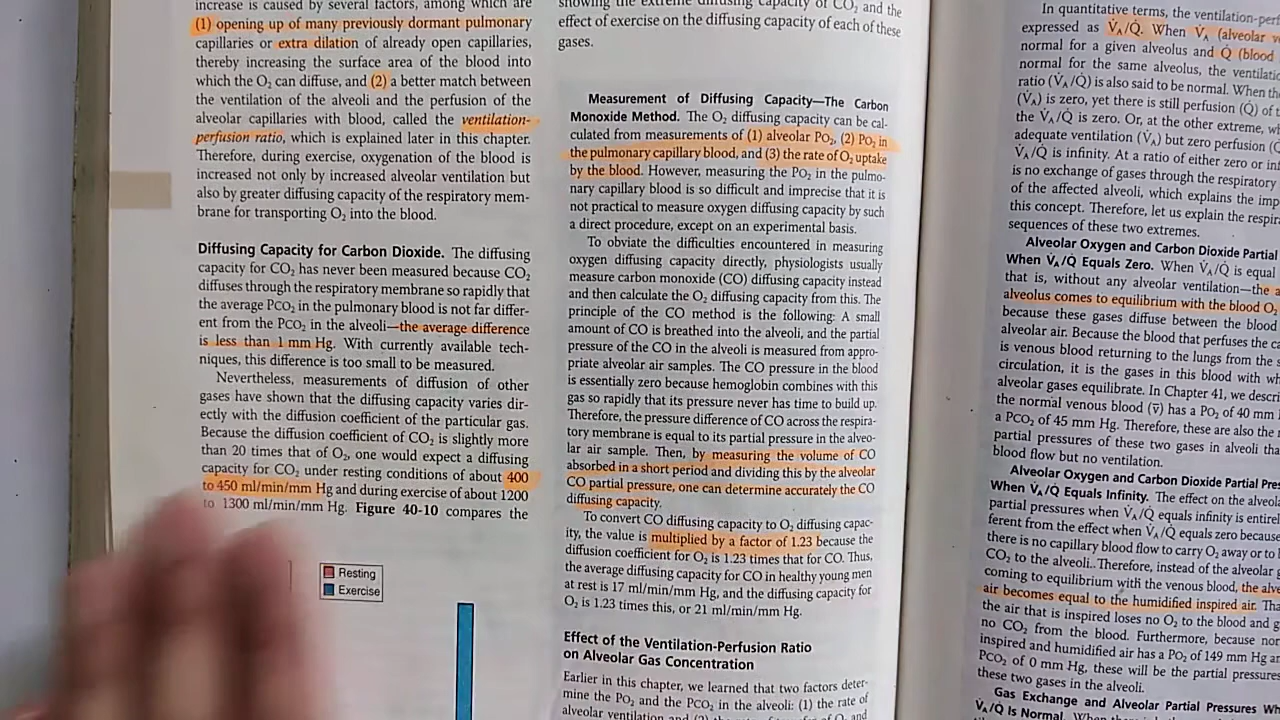 increase is caused by several factors, among which are
(1) opening up of many previously dormant pulmonary
capillaries or extra dilation of already open capillaries,
thereby increasing the surface area of the blood into
which the O₂ can diffuse, and (2) a better match between
the ventilation of the alveoli and the perfusion of the
alveolar capillaries with blood, called the ventilation-
perfusion ratio, which is explained later in this chapter.
Therefore, during exercise, oxygenation of the blood is
increased not only by increased alveolar ventilation but
also by greater diffusing capacity of the respiratory mem-
brane for transporting O₂ into the blood.
Diffusing Capacity for Carbon Dioxide. The diffusing
capacity for CO₂ has never been measured because CO₂
diffuses through the respiratory membrane so rapidly that
the average PCO₂ in the pulmonary blood is not far differ-
ent from the PCO₂ in the alveoli—the average difference
is less than 1 mm Hg. With currently available tech-
niques, this difference is too small to be measured.
Nevertheless, measurements of diffusion of other
gases have shown that the diffusing capacity varies dir-
ectly with the diffusion coefficient of the particular gas.
Because the diffusion coefficient of CO₂ is slightly more
than 20 times that of O₂, one would expect a diffusing
capacity for CO₂ under resting conditions of about 400
to 450 ml/min/mm Hg and during exercise of about 1200
to 1300 ml/min/mm Hg. Figure 40-10 compares the
Resting
Exercise
showing the extreme diffusing capacity of CO₂ and the
effect of exercise on the diffusing capacity of each of these
gases.
Measurement of Diffusing Capacity—The Carbon
Monoxide Method. The O₂ diffusing capacity can be cal-
culated from measurements of (1) alveolar PO₂, (2) PO₂ in
the pulmonary capillary blood, and (3) the rate of O₂ uptake
by the blood. However, measuring the PO₂ in the pulmo-
nary capillary blood is so difficult and imprecise that it is
not practical to measure oxygen diffusing capacity by such
a direct procedure, except on an experimental basis.
To obviate the difficulties encountered in measuring
oxygen diffusing capacity directly, physiologists usually
measure carbon monoxide (CO) diffusing capacity instead
and then calculate the O₂ diffusing capacity from this. The
principle of the CO method is the following: A small
amount of CO is breathed into the alveoli, and the partial
pressure of the CO in the alveoli is measured from appro-
priate alveolar air samples. The CO pressure in the blood
is essentially zero because hemoglobin combines with this
gas so rapidly that its pressure never has time to build up.
Therefore, the pressure difference of CO across the respira-
tory membrane is equal to its partial pressure in the alveo-
lar air sample. Then, by measuring the volume of CO
absorbed in a short period and dividing this by the alveolar
CO partial pressure, one can determine accurately the CO
diffusing capacity.
To convert CO diffusing capacity to O₂ diffusing capac-
ity, the value is multiplied by a factor of 1.23 because the
diffusion coefficient for O₂ is 1.23 times that for CO. Thus,
the average diffusing capacity for CO in healthy young men
at rest is 17 ml/min/mm Hg, and the diffusing capacity for
O₂ is 1.23 times this, or 21 ml/min/mm Hg.
Effect of the Ventilation-Perfusion Ratio
on Alveolar Gas Concentration
Earlier in this chapter, we learned that two factors deter-
mine the PO₂ and the PCO₂ in the alveoli: (1) the rate of
alveolar ventilation and (2) the of O₂ and
In quantitative terms, the
expressed as V̇A/Q̇. When V̇A (alveolar
normal for a given alveolus and Q̇ (blood
normal for the same alveolus, the
ratio (V̇A/Q̇) is also said to be normal. When the
(V̇A) is zero, yet there is still perfusion (Q̇) of
the V̇A/Q̇ is zero. Or, at the other extreme,
adequate ventilation (V̇A) but zero perfusion
V̇A/Q̇ is infinity. At a ratio of either zero or
is no exchange of gases through the respiratory
of the affected alveoli, which explains the
this concept. Therefore, let us explain the
sequences of these two extremes.
Alveolar Oxygen and Carbon Dioxide Partial
When V̇A/Q̇ Equals Zero. When V̇A/Q̇ is equal
that is, without any alveolar ventilation—the
alveolus comes to equilibrium with the blood O₂
because these gases diffuse between the blood
alveolar air. Because the blood that perfuses the
is venous blood returning to the lungs from the
circulation, it is the gases in this blood with
alveolar gases equilibrate. In Chapter 41, we
the normal venous blood (v̄) has a PO₂ of 40 mm
a PCO₂ of 45 mm Hg. Therefore, these are also the
partial pressures of these two gases in alveoli
blood flow but no ventilation.
Alveolar Oxygen and Carbon Dioxide Partial
When V̇A/Q̇ Equals Infinity. The effect on the
partial pressures when V̇A/Q̇ equals infinity is
ferent from the effect when V̇A/Q̇ equals zero because
there is no capillary blood flow to carry O₂ away or to
CO₂ to the alveoli. Therefore, instead of the alveolar
coming to equilibrium with the venous blood, the
air becomes equal to the humidified inspired air.
the air that is inspired loses no O₂ to the blood and
no CO₂ from the blood. Furthermore, because
inspired and humidified air has a PO₂ of 149 mm Hg
PCO₂ of 0 mm Hg, these will be the partial pressures
these two gases in the alveoli.
Gas Exchange and Alveolar Partial Pressures
V̇A/Q̇ Is Normal. When there is